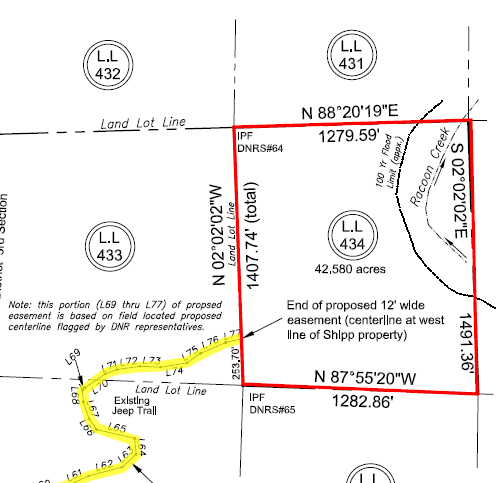 L.L
432
L.L
431
N 88°20'19"E
Land Lot Line
IPF
DNRS#64
1279.59'
100 Yr Flood
Limit (appx.)
Racoon Creek
S 02°02'02"E
1491.36'
N 02°02'02"W
Land Lot Line
1407.74' (total)
L.L
433
L.L
434
42,580 acres
3rd Section
Note: this portion (L69 thru L77) of propsed
easement is based on field located proposed
centerline flagged by DNR representatives.
End of proposed 12' wide
easement (centerline at west
line of Shipp property)
L77
L76
L75
L74
L73
L72
L71
L70
L69
L68
L67
L66
L65
L64
L63
L62
L61
253.70'
Land Lot Line
Existing
Jeep Trail
N 87°55'20"W
IPF
DNRS#65
1282.86'
L.L